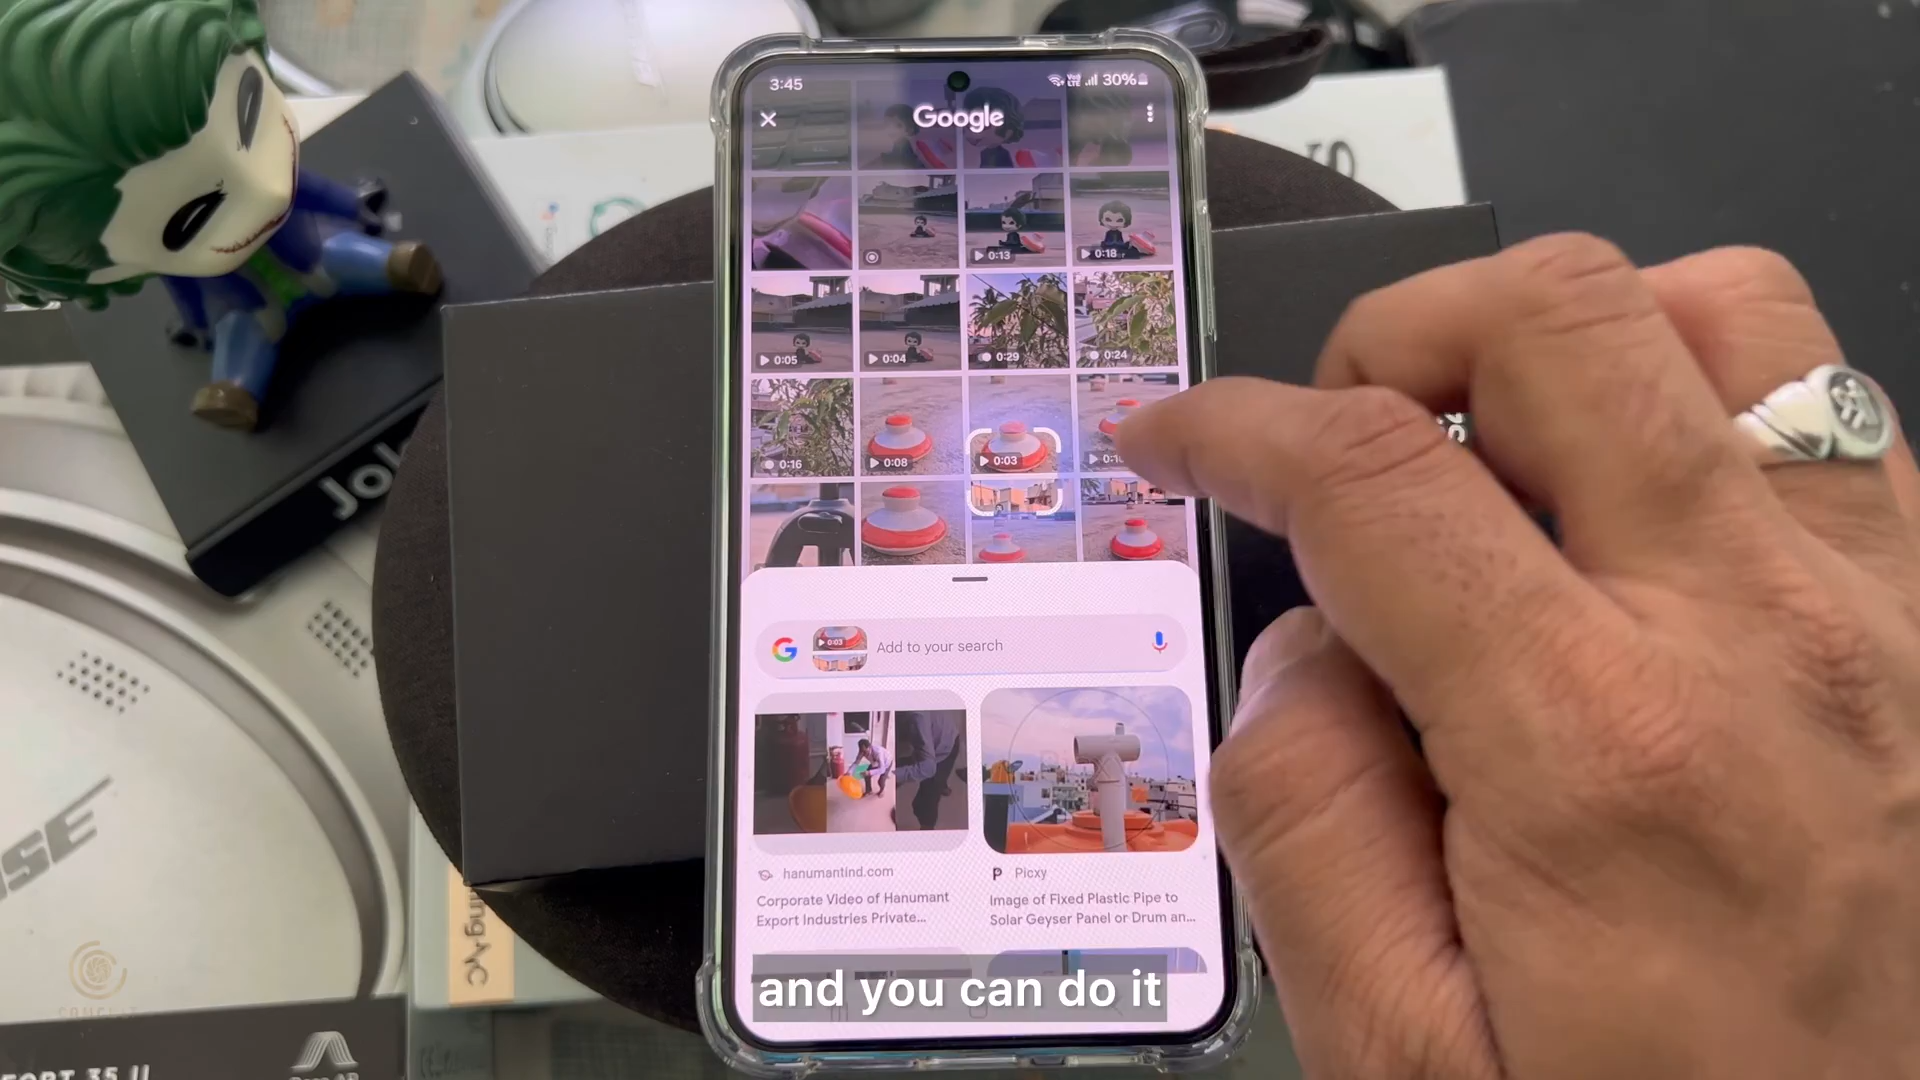 3:45
30%
Google
0:13
0:18
0:05
0:04
0:29
0:24
0:16
0:08
0:03
G
0:03
Add to your search
hanumantind.com
Picxy
Corporate Video of Hanumant
Export Industries Private...
Image of Fixed Plastic Pipe to
Solar Geyser Panel or Drum an...
and you can do it